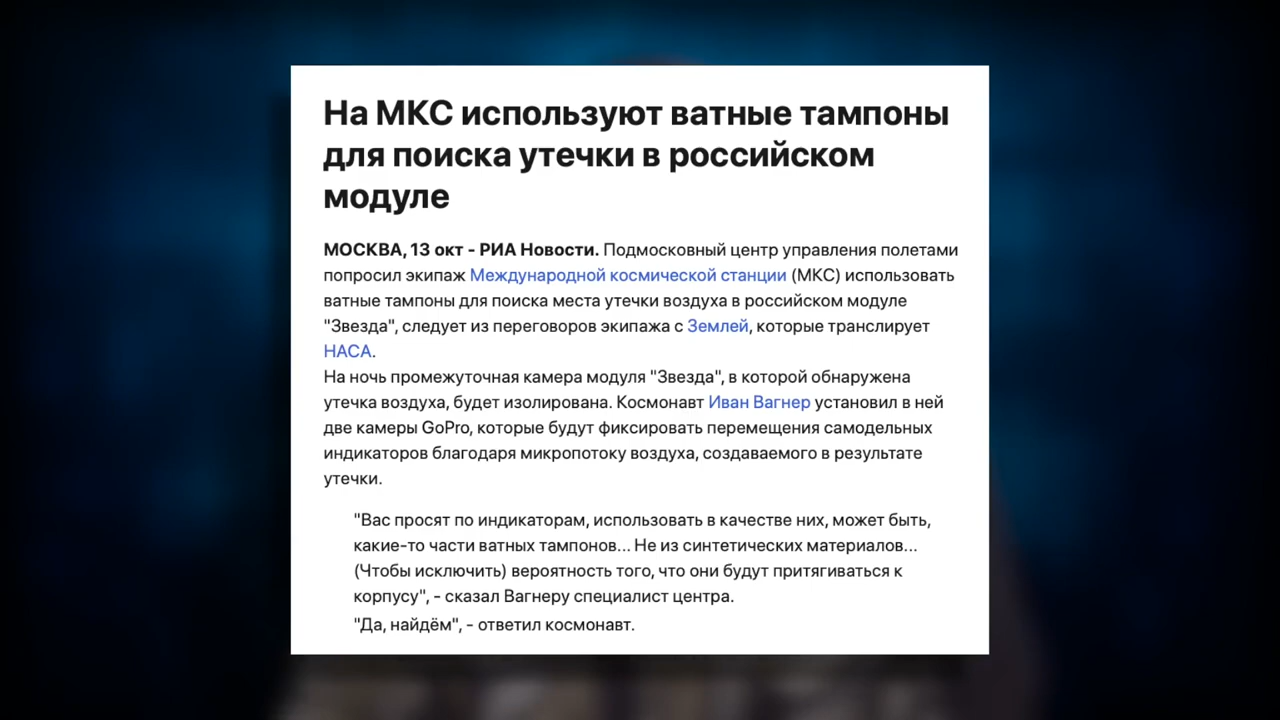 На МКС используют ватные тампоны
для поиска утечки в российском
модуле
МОСКВА, 13 окт - РИА Новости. Подмосковный центр управления полетами
попросил экипаж Международной космической станции (МКС) использовать
ватные тампоны для поиска места утечки воздуха в российском модуле
"Звезда", следует из переговоров экипажа с Землей, которые транслирует
НАСА.
На ночь промежуточная камера модуля "Звезда", в которой обнаружена
утечка воздуха, будет изолирована. Космонавт Иван Вагнер установил в ней
две камеры GoPro, которые будут фиксировать перемещения самодельных
индикаторов благодаря микропотоку воздуха, создаваемого в результате
утечки.
"Вас просят по индикаторам, использовать в качестве них, может быть,
какие-то части ватных тампонов... Не из синтетических материалов...
(Чтобы исключить) вероятность того, что они будут притягиваться к
корпусу", - сказал Вагнеру специалист центра.
"Да, найдём", - ответил космонавт.